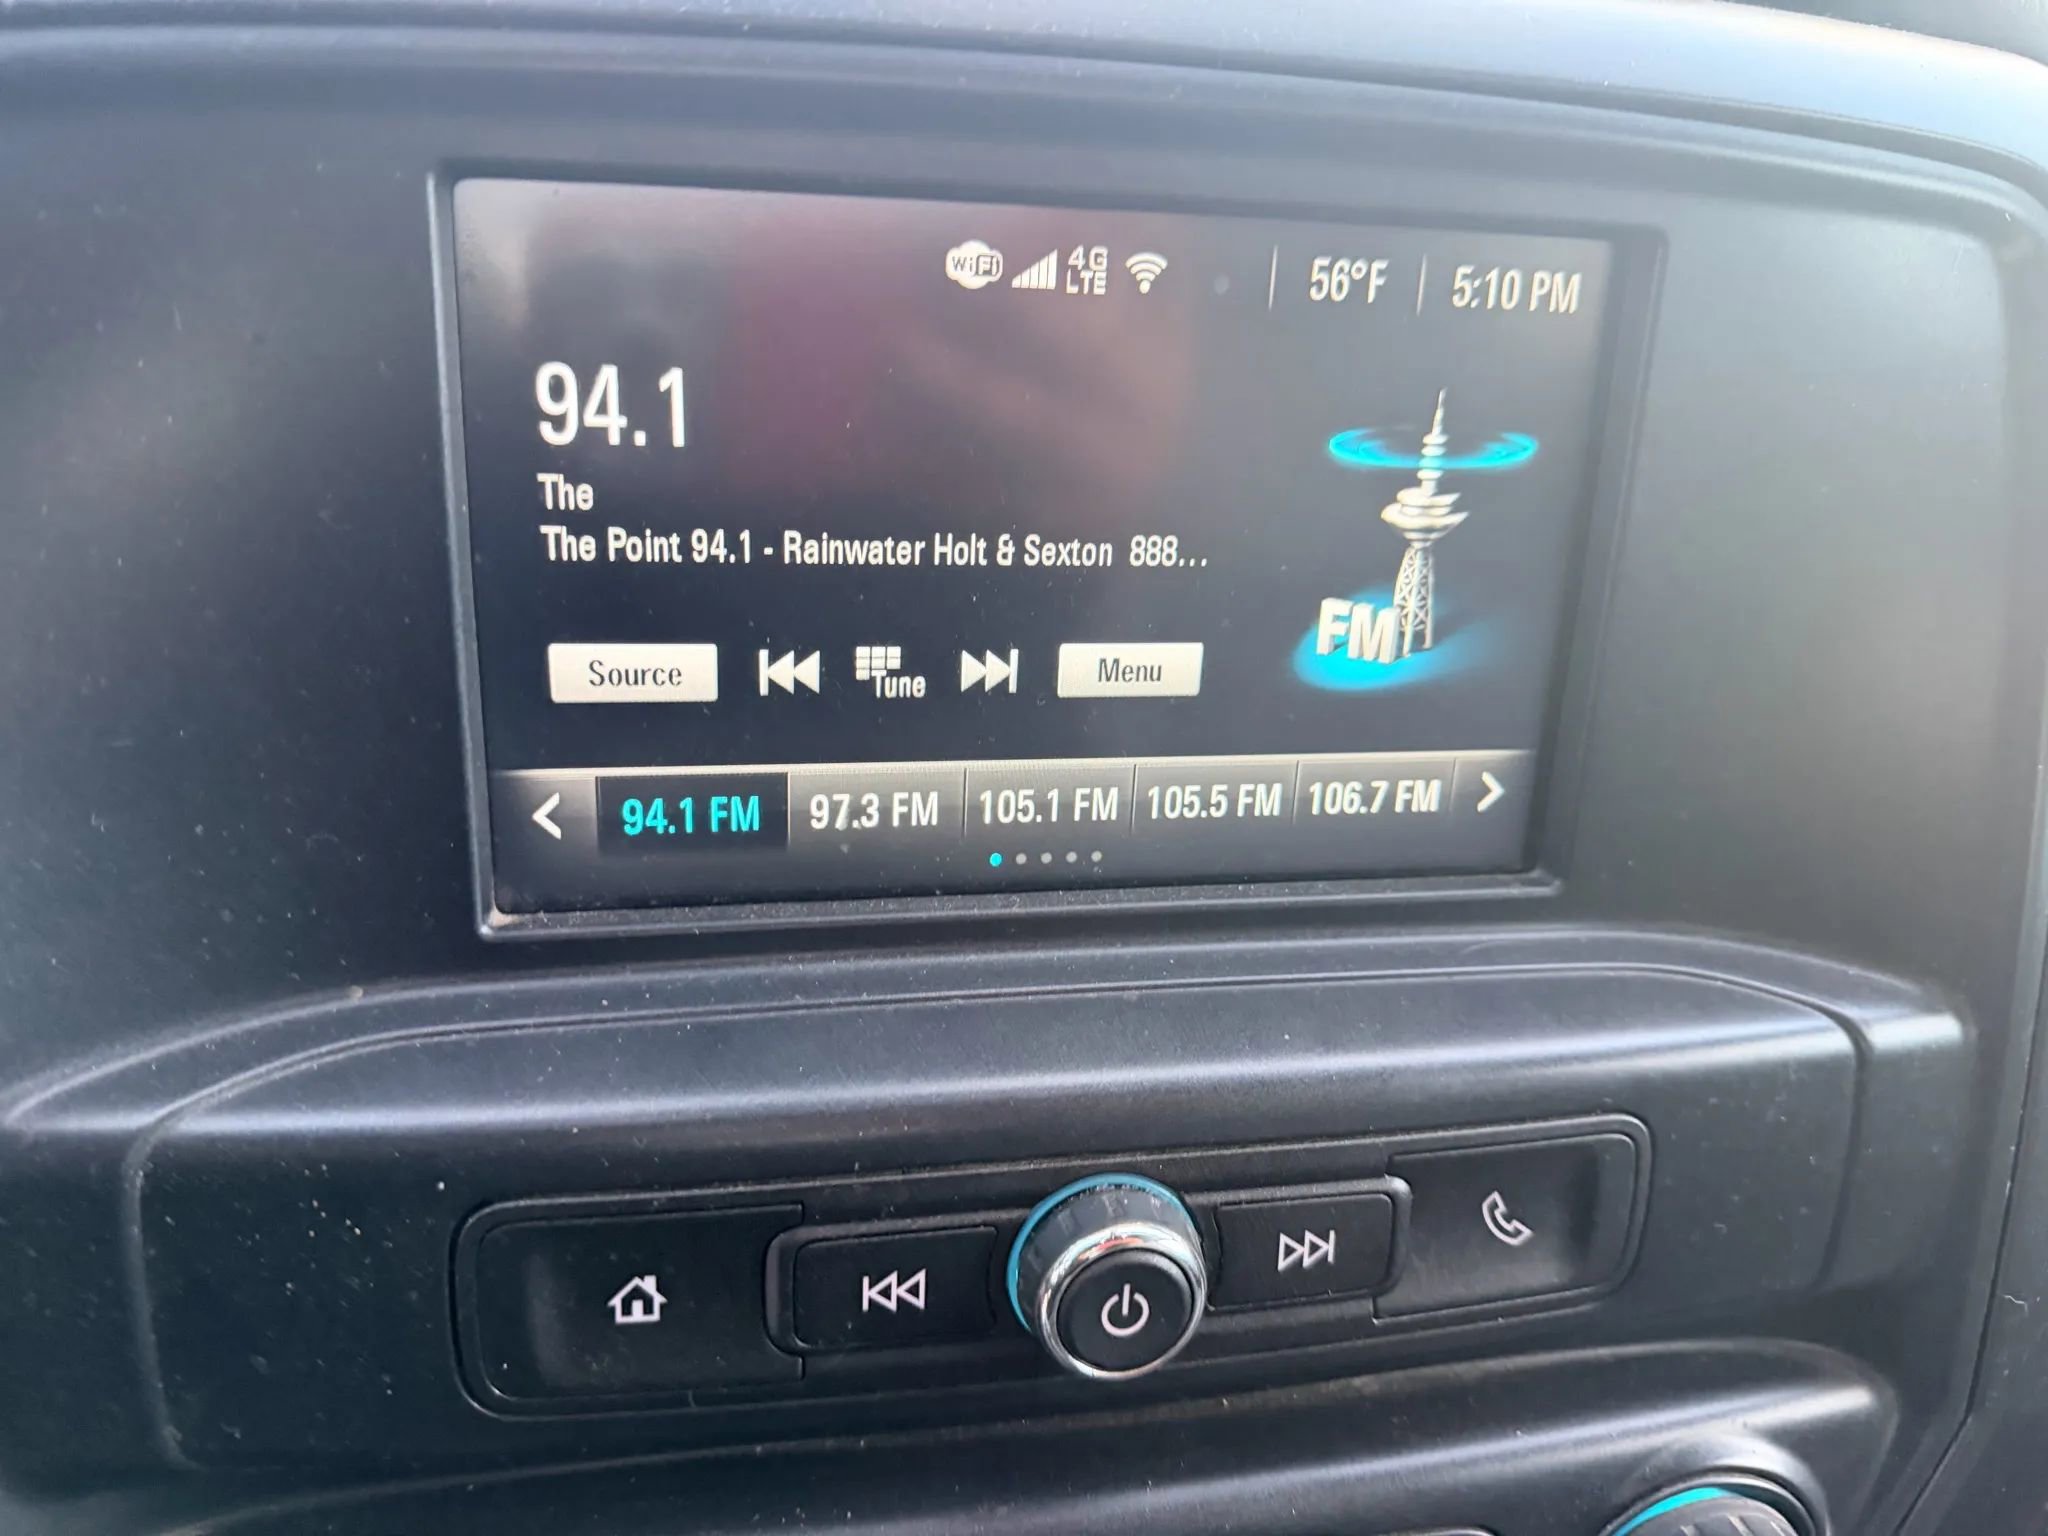 WiFi 4G LTE 56°F 5:10 PM
94.1
The
The Point 94.1 - Rainwater Holt & Sexton 888...
FM
Source Tune Menu
< 94.1 FM 97.3 FM 105.1 FM 105.5 FM 106.7 FM >